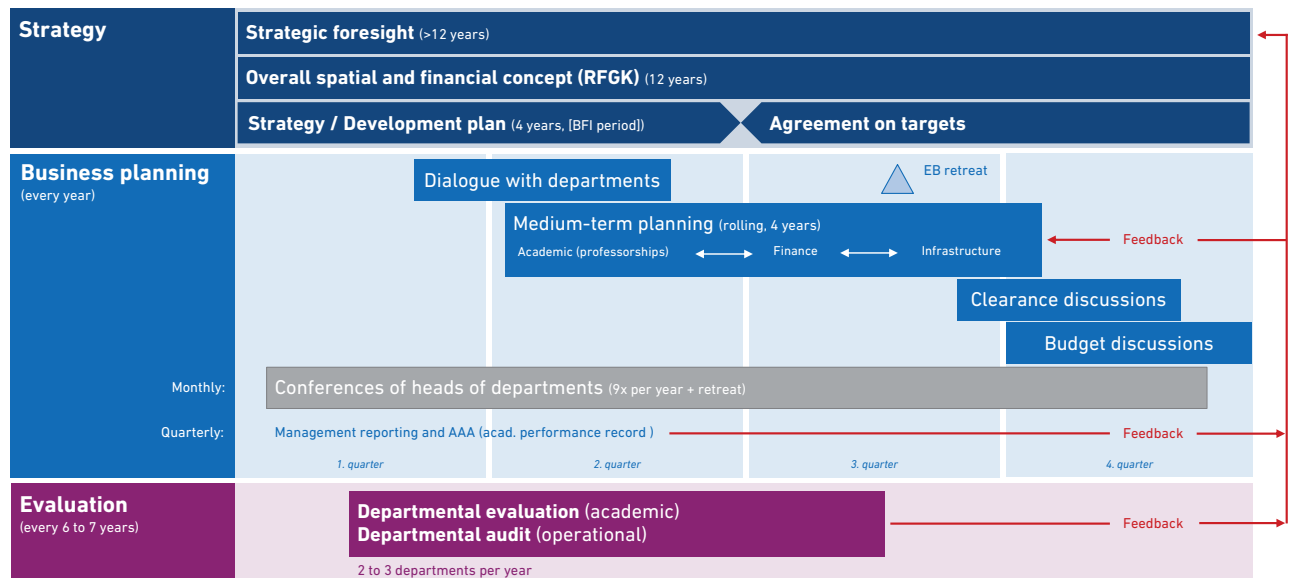 Strategy
Strategic foresight (>12 years)
Overall spatial and financial concept (RFGK) (12 years)
Strategy / Development plan (4 years, [BFI period])
Agreement on targets
Business planning
(every year)
Dialogue with departments
EB retreat
Medium-term planning (rolling, 4 years)
Academic (professorships)
Finance
Infrastructure
Feedback
Clearance discussions
Budget discussions
Monthly:
Conferences of heads of departments (9x per year + retreat)
Quarterly:
Management reporting and AAA (acad. performance record )
Feedback
1. quarter
2. quarter
3. quarter
4. quarter
Evaluation
(every 6 to 7 years)
Departmental evaluation (academic)
Departmental audit (operational)
Feedback
2 to 3 departments per year